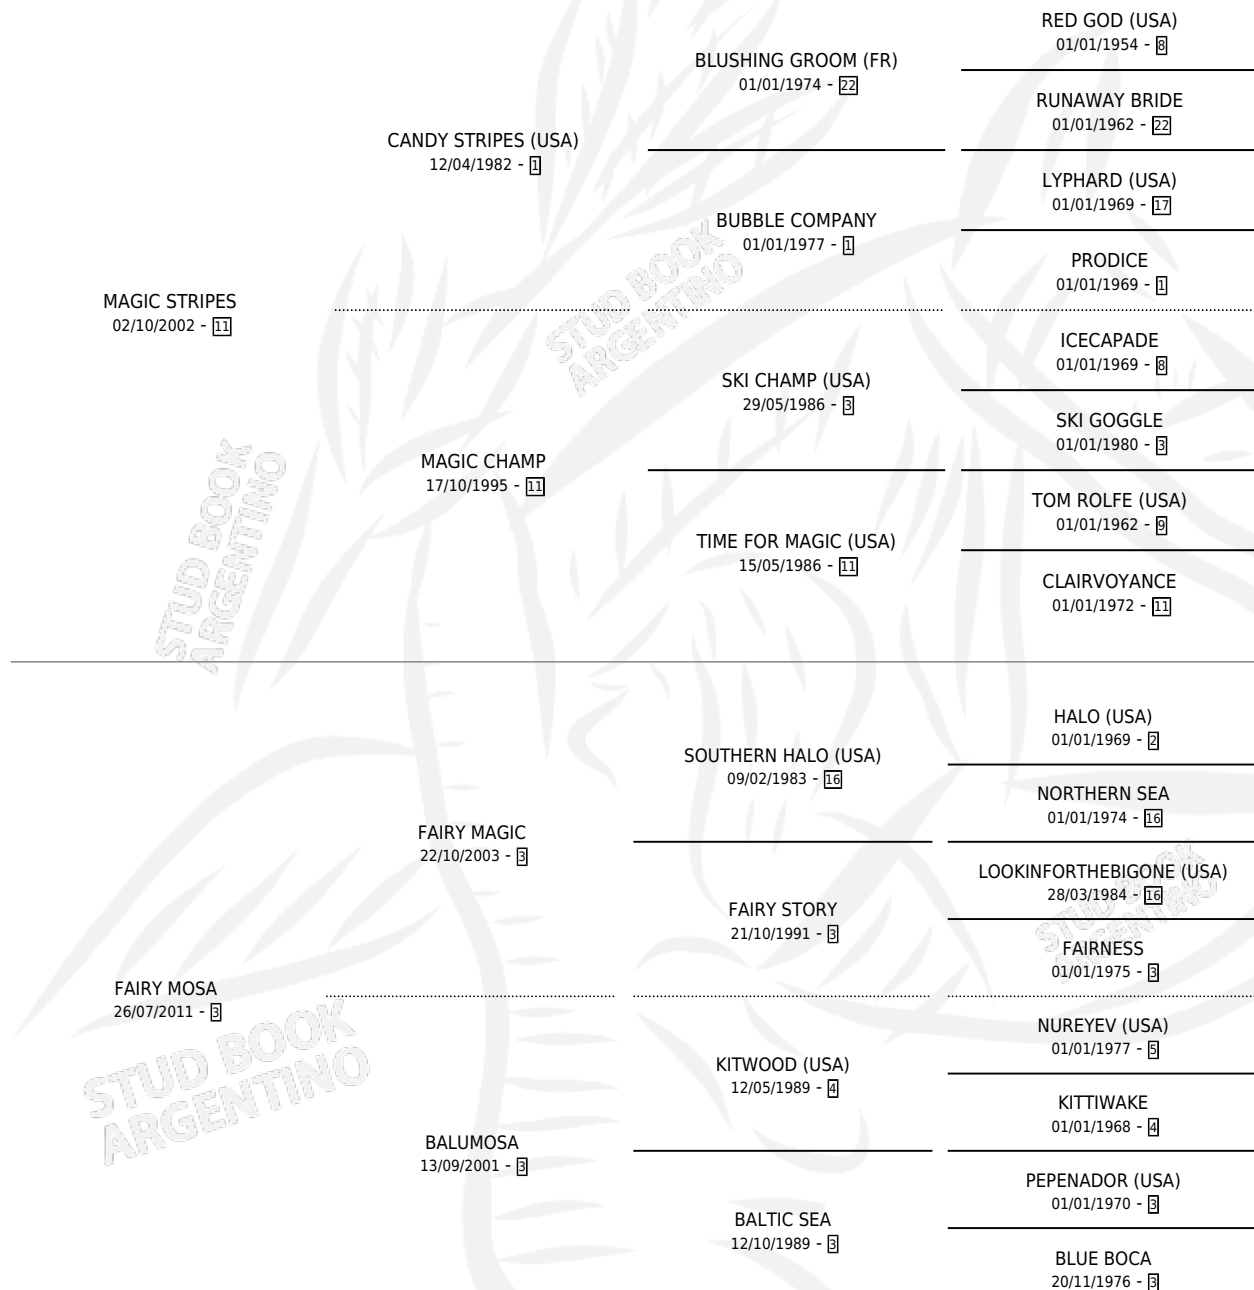 RED GOD (USA)
01/01/1954 - 8
BLUSHING GROOM (FR)
01/01/1974 - 22
RUNAWAY BRIDE
01/01/1962 - 22
CANDY STRIPES (USA)
12/04/1982 - 1
LYPHARD (USA)
01/01/1969 - 17
BUBBLE COMPANY
01/01/1977 - 1
PRODICE
01/01/1969 - 1
MAGIC STRIPES
02/10/2002 - 11
ICECAPADE
01/01/1969 - 8
SKI CHAMP (USA)
29/05/1986 - 3
SKI GOGGLE
01/01/1980 - 3
MAGIC CHAMP
17/10/1995 - 11
TOM ROLFE (USA)
01/01/1962 - 9
TIME FOR MAGIC (USA)
15/05/1986 - 11
CLAIRVOYANCE
01/01/1972 - 11
HALO (USA)
01/01/1969 - 2
SOUTHERN HALO (USA)
09/02/1983 - 16
NORTHERN SEA
01/01/1974 - 16
FAIRY MAGIC
22/10/2003 - 3
LOOKINFORTHEBIGONE (USA)
28/03/1984 - 16
FAIRY STORY
21/10/1991 - 3
FAIRNESS
01/01/1975 - 3
FAIRY MOSA
26/07/2011 - 3
NUREYEV (USA)
01/01/1977 - 5
KITWOOD (USA)
12/05/1989 - 4
KITTIWAKE
01/01/1968 - 4
BALUMOSA
13/09/2001 - 3
PEPENADOR (USA)
01/01/1970 - 3
BALTIC SEA
12/10/1989 - 3
BLUE BOCA
20/11/1976 - 3
STUD BOOK
ARGENTINO
STUD BOOK
ARGENTINO
STUD BOOK
ARGENTINO
STUD BOOK
ARGENTINO